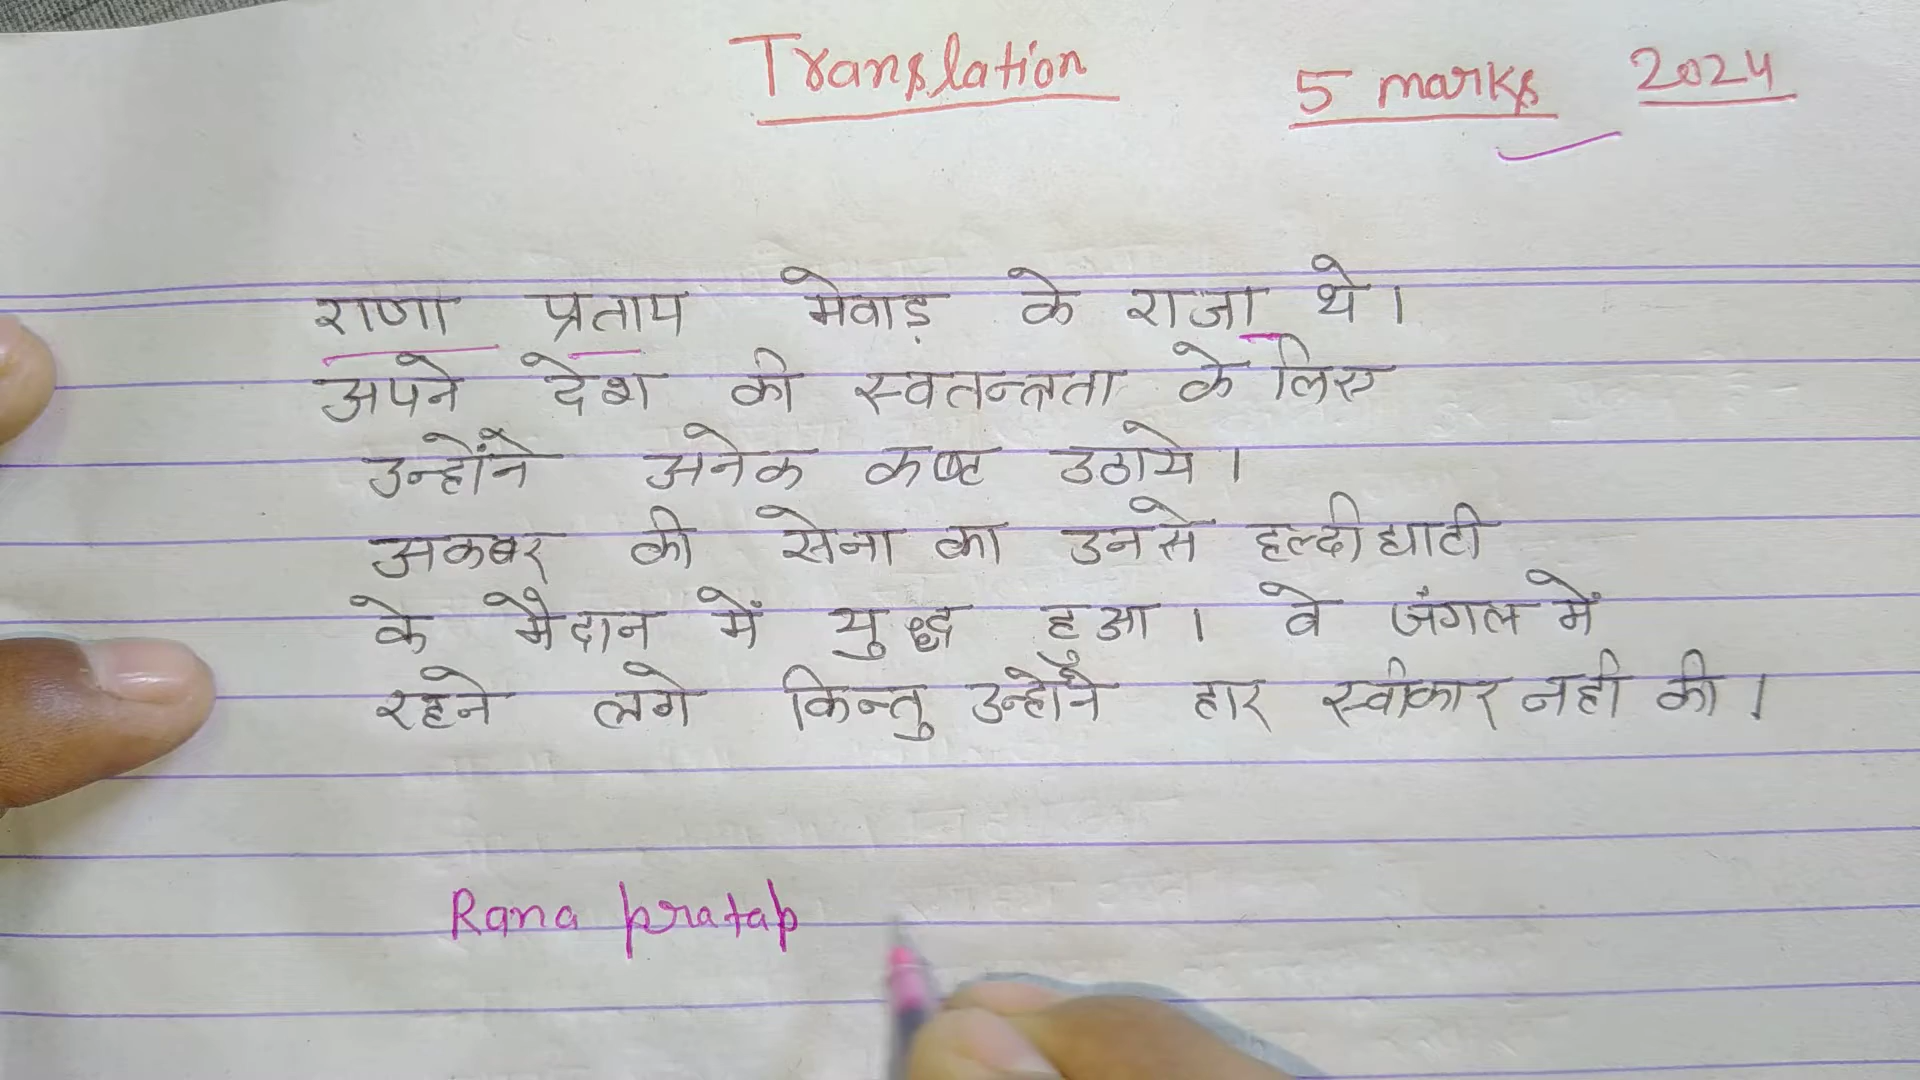 Translation 5 marks 2024
राणा प्रताप मेवाड़ के राजा थे।
अपने देश की स्वतन्त्रता के लिए
उन्होंने अनेक कष्ट उठाये।
अकबर की सेना का उनसे हल्दीघाटी
के मैदान में युद्ध हुआ। वे जंगल में
रहने लगे किन्तु उन्होंने हार स्वीकार नही की।
Rana pratap